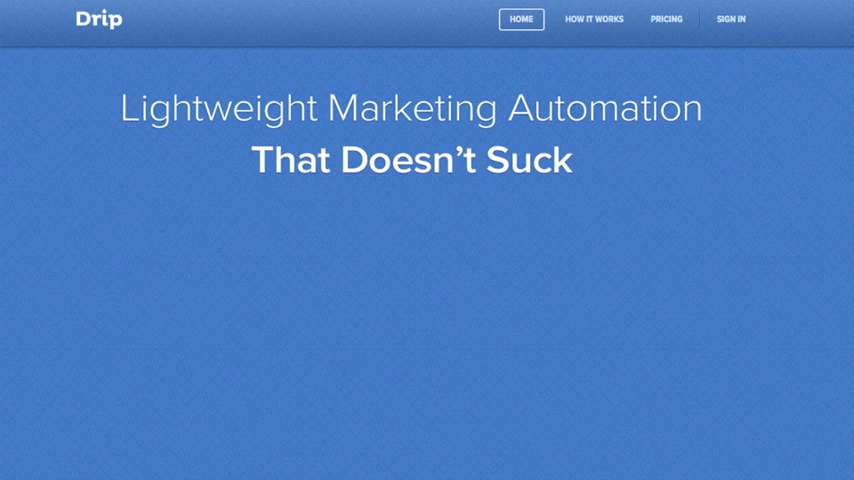 Drip
HOME HOW IT WORKS PRICING SIGN IN
Lightweight Marketing Automation
That Doesn’t Suck